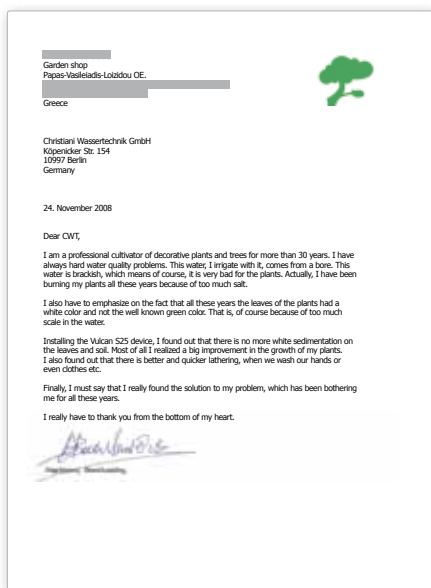 Garden shop
Papas-Vasileiadis-Loizidou OE.
Greece
Christiani Wassertechnik GmbH
Köpenicker Str. 154
10997 Berlin
Germany
24. November 2008
Dear CWT,
I am a professional cultivator of decorative plants and trees for more than 30 years. I have
always hard water quality problems. This water, I irrigate with it, comes from a bore. This
water is brackish, which means of course, it is very bad for the plants. Actually, I have been
burning my plants all these years because of too much salt.
I also have to emphasize on the fact that all these years the leaves of the plants had a
white color and not the well known green color. That is, of course because of too much
scale in the water.
Installing the Vulcan S25 device, I found out that there is no more white sedimentation on
the leaves and soil. Most of all I realized a big improvement in the growth of my plants.
I also found out that there is better and quicker lathering, when we wash our hands or
even clothes etc.
Finally, I must say that I really found the solution to my problem, which has been bothering
me for all these years.
I really have to thank you from the bottom of my heart.